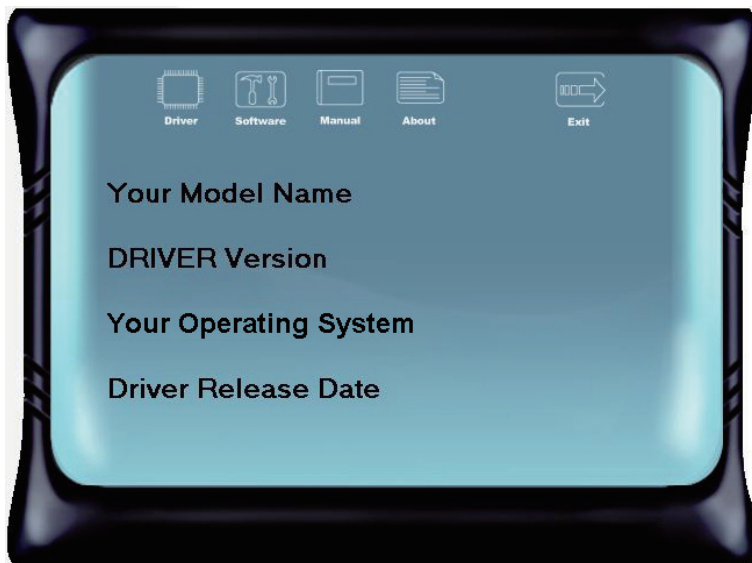 Driver Software Manual About Exit
Your Model Name
DRIVER Version
Your Operating System
Driver Release Date